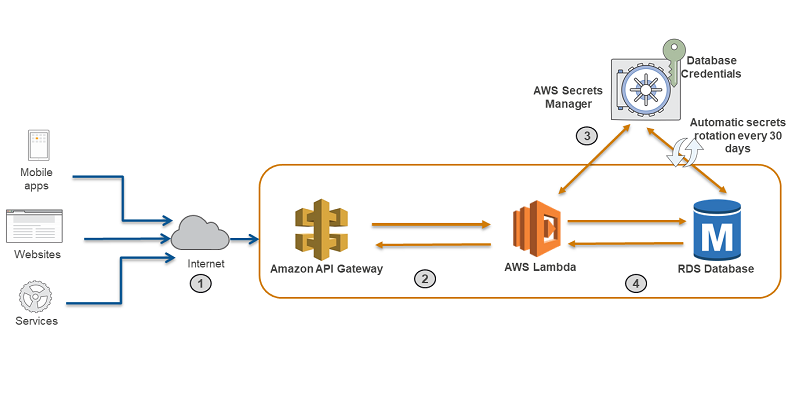 Database
Credentials
AWS Secrets
Manager
3
Automatic secrets
rotation every 30
days
Mobile
apps
Websites
Services
Internet
1
Amazon API Gateway
2
AWS Lambda
4
M
RDS Database